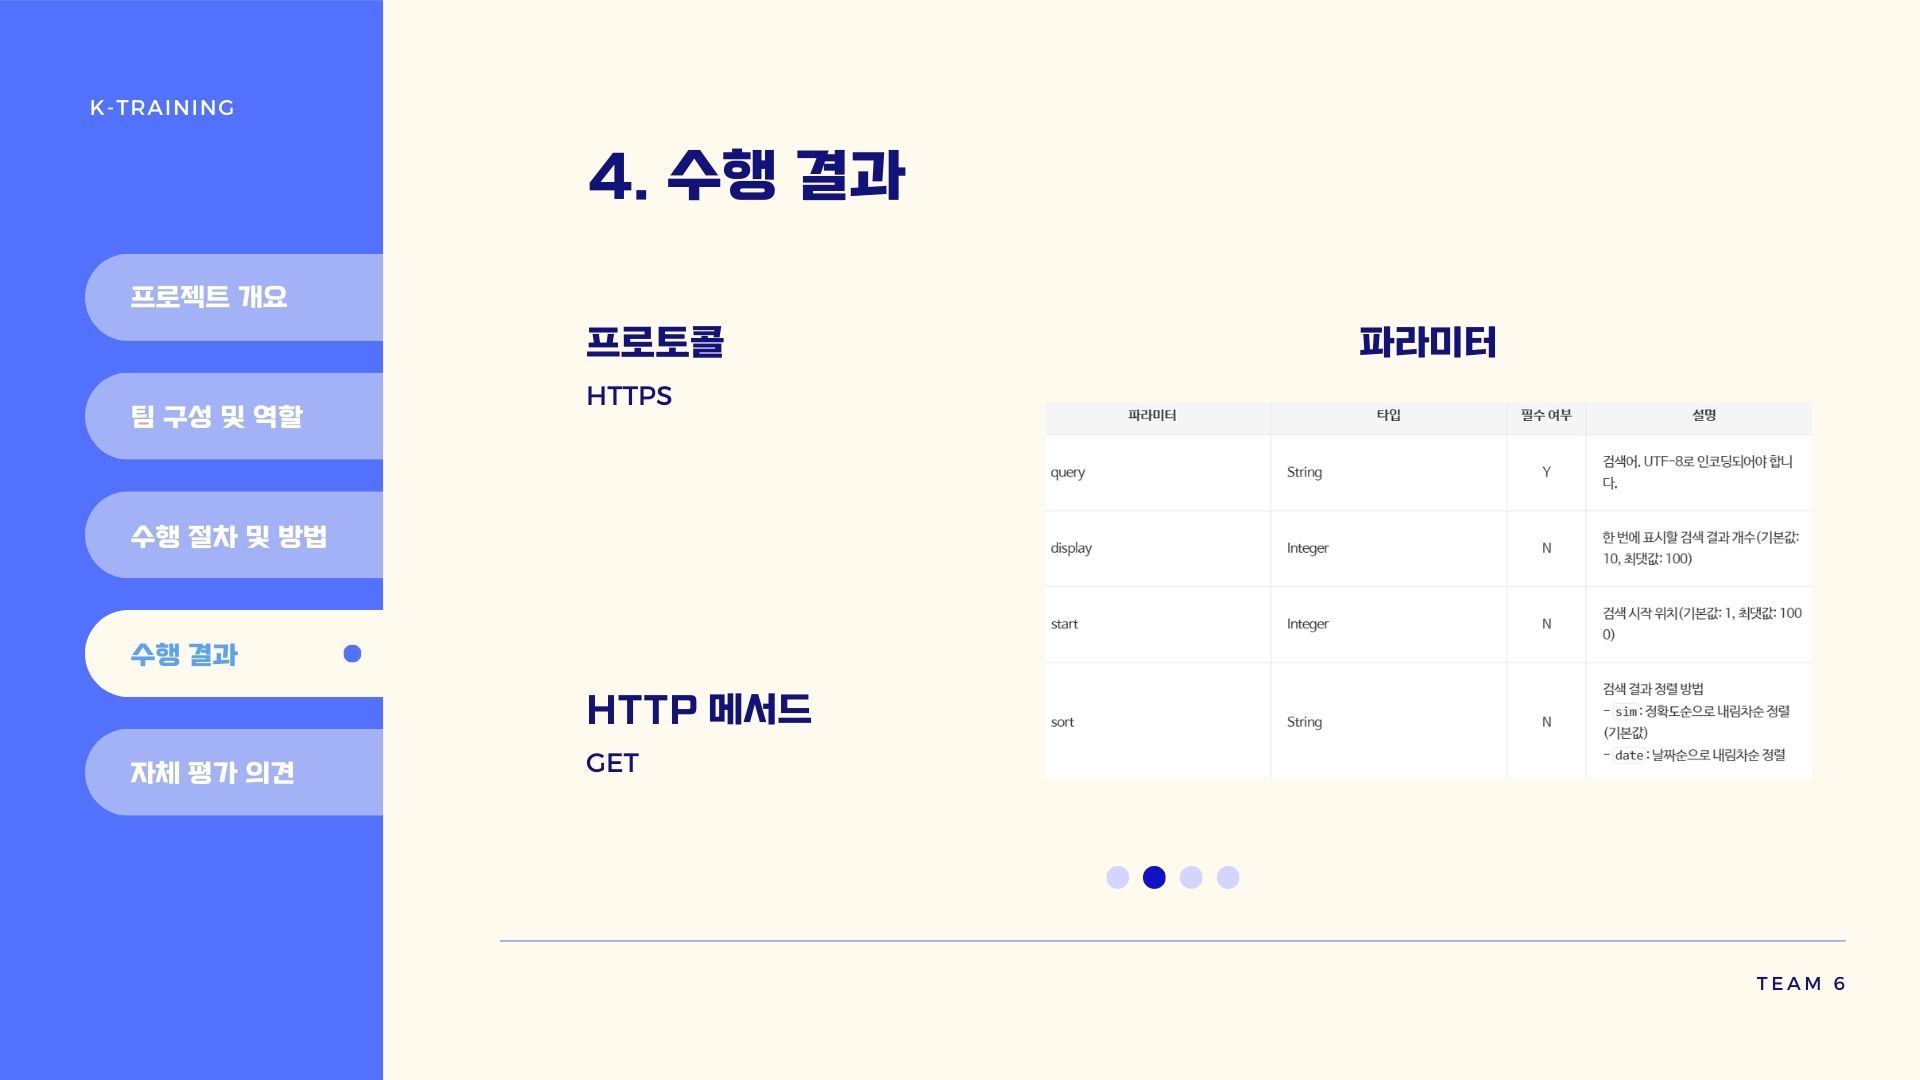 K-TRAINING
프로젝트 개요
팀 구성 및 역할
수행 절차 및 방법
수행 결과
자체 평가 의견
4. 수행 결과
프로토콜
HTTPS
HTTP 메서드
GET
파라미터
파라미터 타입 필수 여부 설명
query String Y 검색어. UTF-8로 인코딩되어야 합니
다.
display Integer N 한 번에 표시할 검색 결과 개수(기본값:
10, 최댓값: 100)
start Integer N 검색 시작 위치(기본값: 1, 최댓값: 100
0)
sort String N 검색 결과 정렬 방법
- sim: 정확도순으로 내림차순 정렬
(기본값)
- date: 날짜순으로 내림차순 정렬
TEAM 6